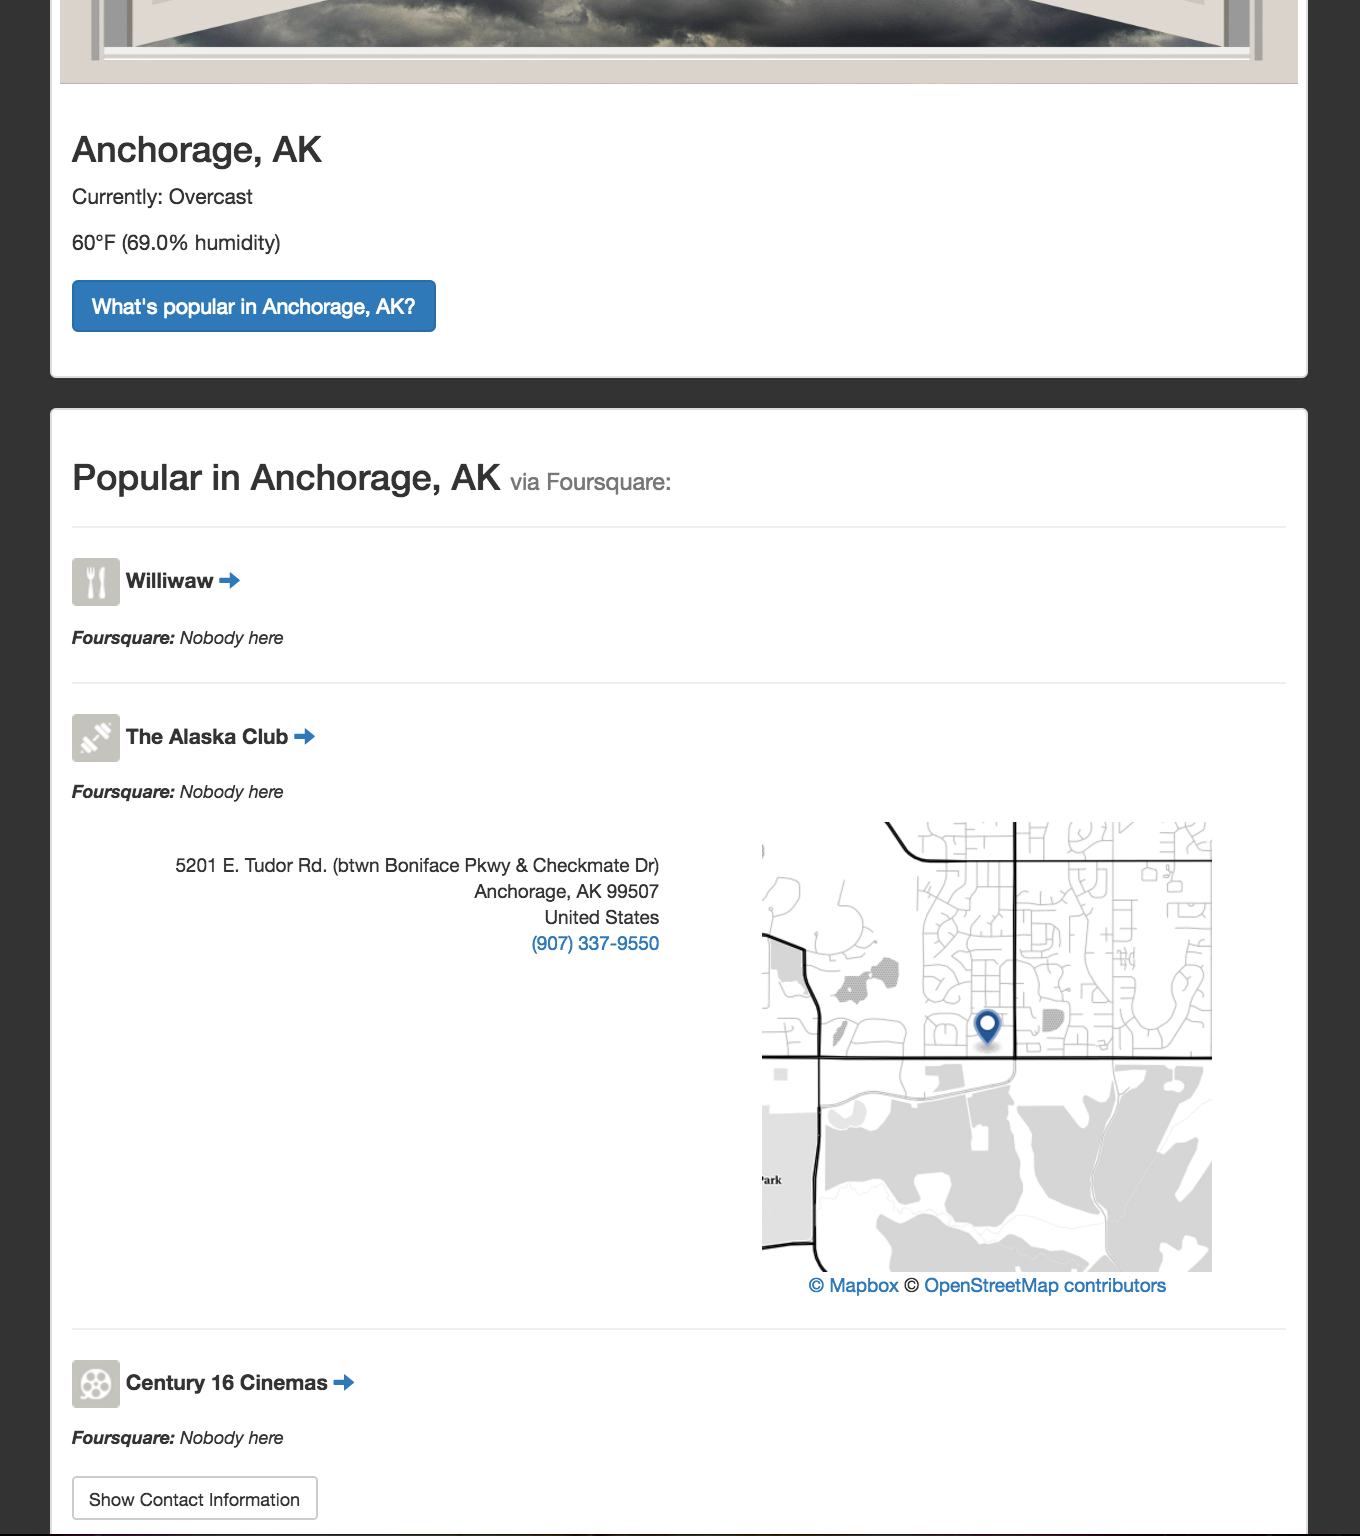 Anchorage, AK
Currently: Overcast
60°F (69.0% humidity)
What's popular in Anchorage, AK?
Popular in Anchorage, AK via Foursquare:
Williwaw
Foursquare: Nobody here
The Alaska Club
Foursquare: Nobody here
5201 E. Tudor Rd. (btwn Boniface Pkwy & Checkmate Dr)
Anchorage, AK 99507
United States
(907) 337-9550
Park
© Mapbox © OpenStreetMap contributors
Century 16 Cinemas
Foursquare: Nobody here
Show Contact Information